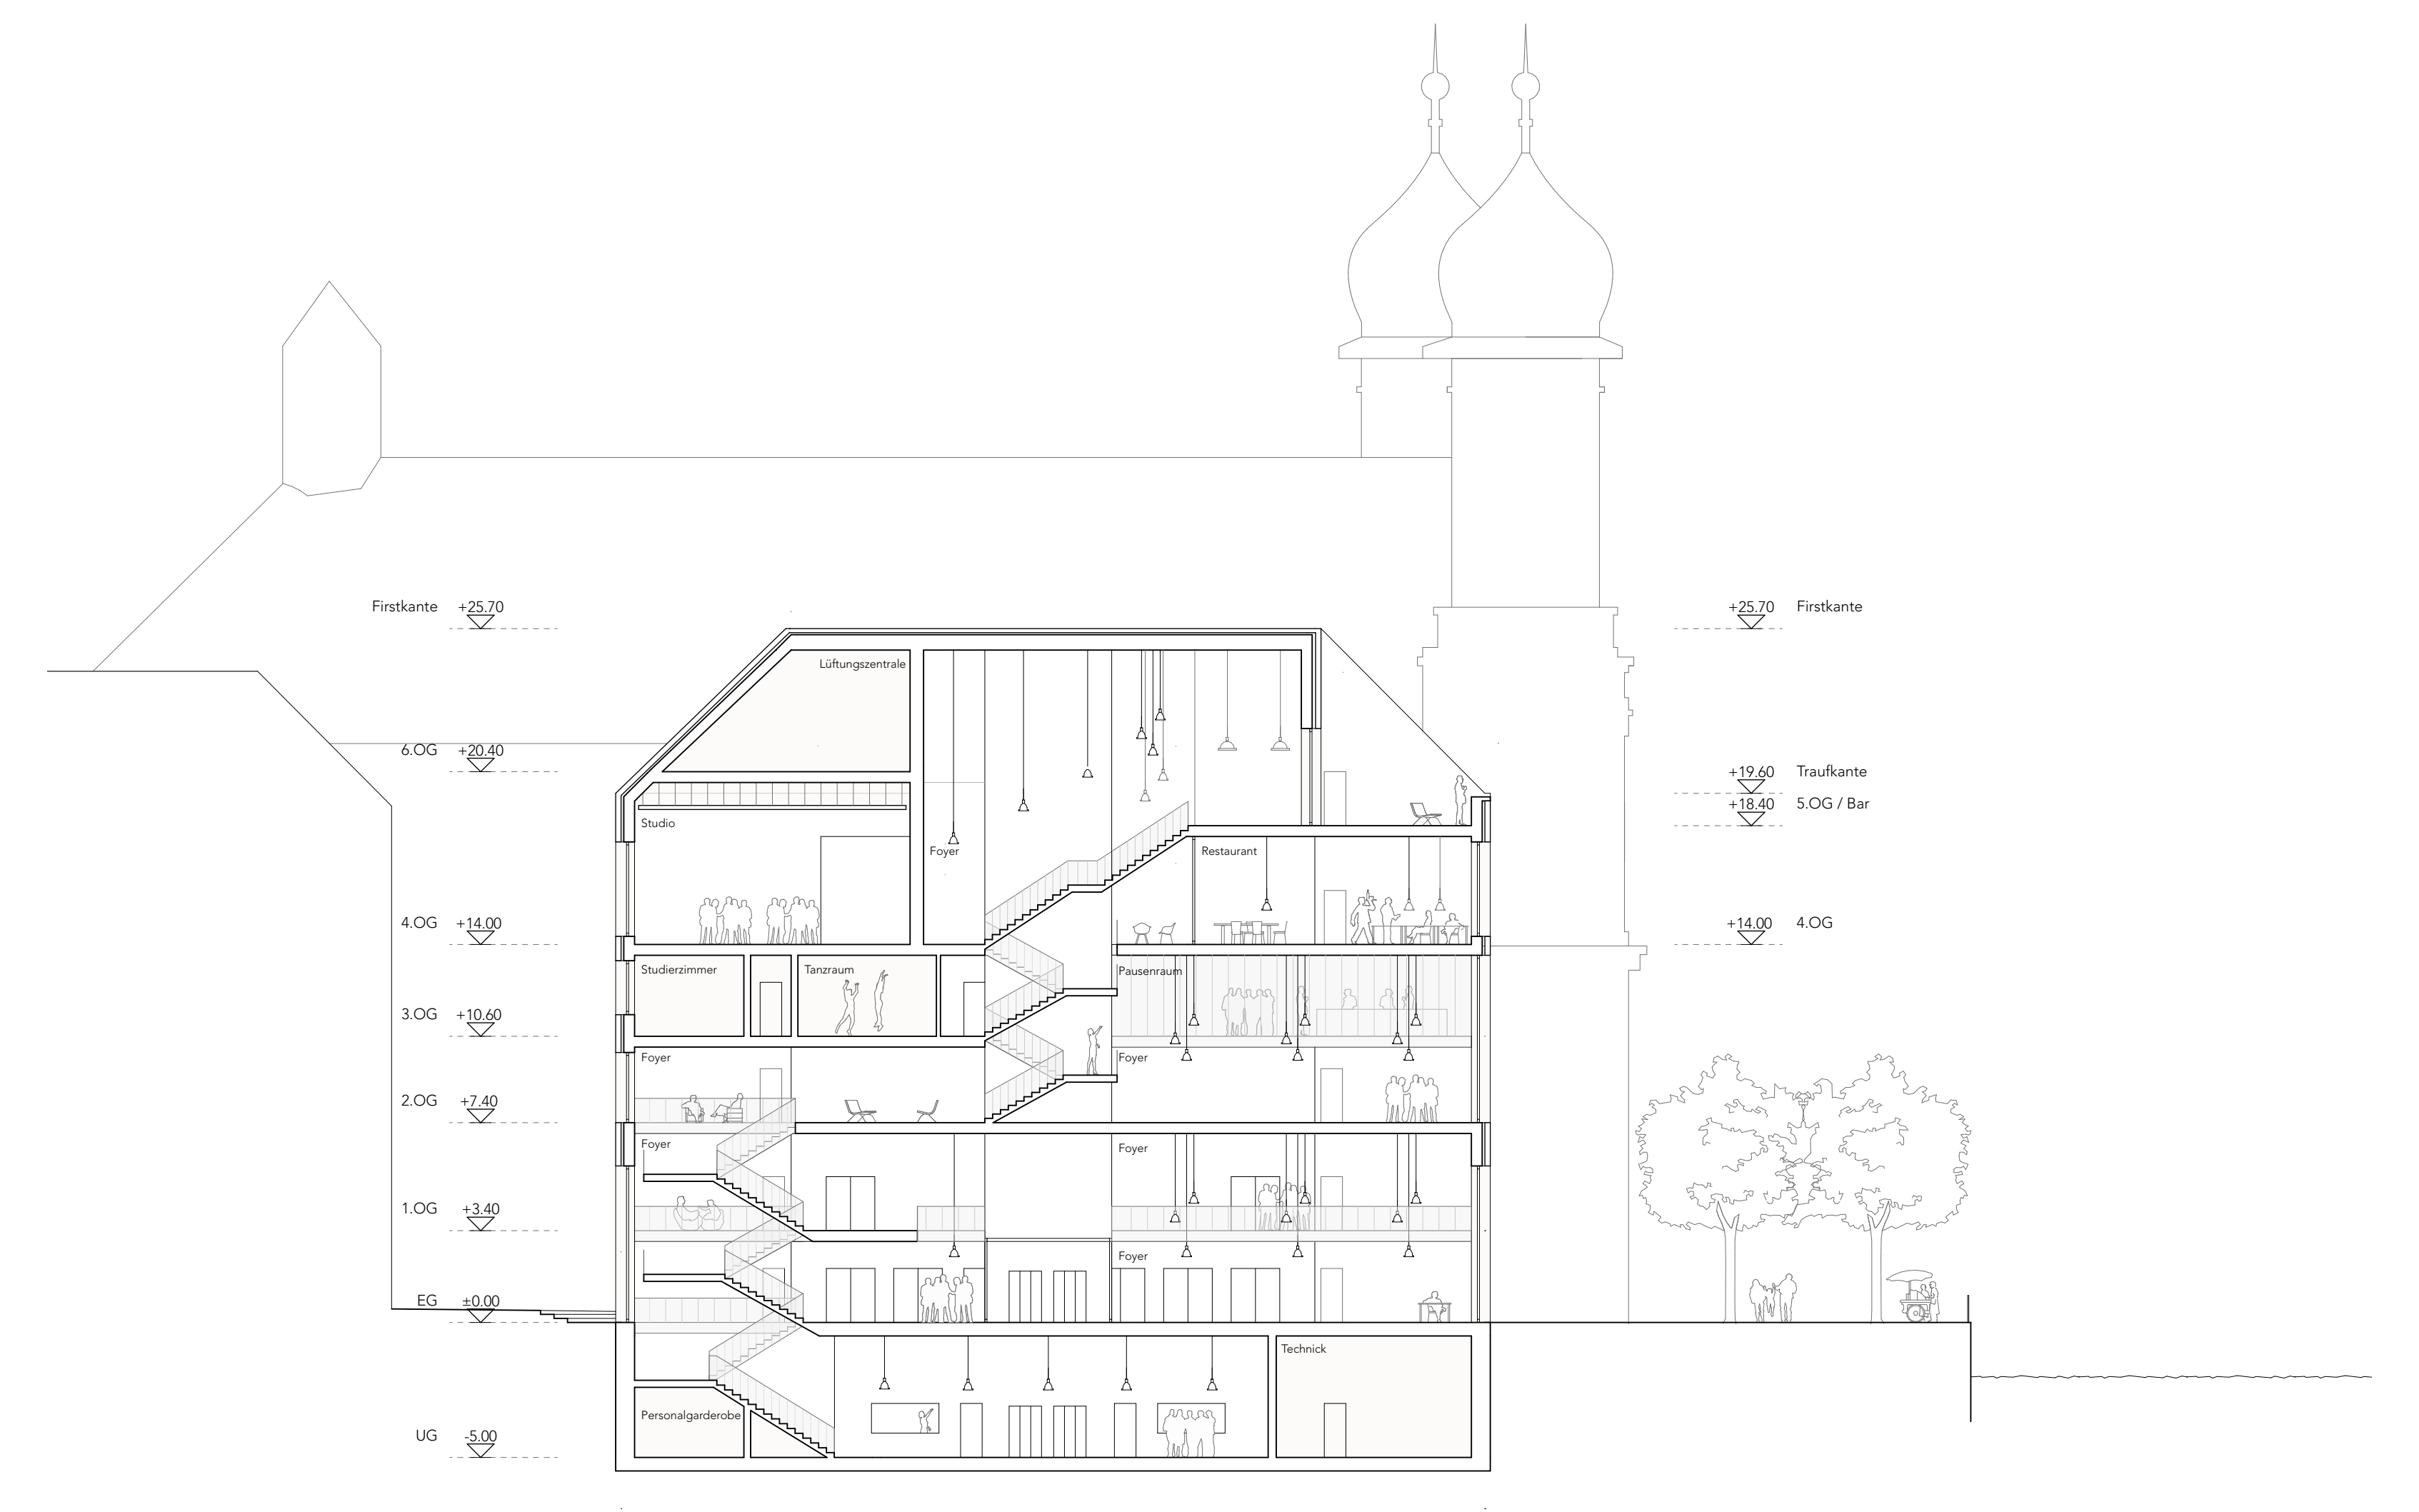 Firstkante +25.70
+25.70 Firstkante
Lüftungszentrale
6.OG +20.40
+19.60 Traufkante
+18.40 5.OG / Bar
Studio
Foyer
Restaurant
4.OG +14.00
+14.00 4.OG
Studierzimmer
Tanzraum
Pausenraum
3.OG +10.60
Foyer
Foyer
2.OG +7.40
Foyer
Foyer
1.OG +3.40
Foyer
EG ±0.00
Technick
Personalgarderobe
UG -5.00